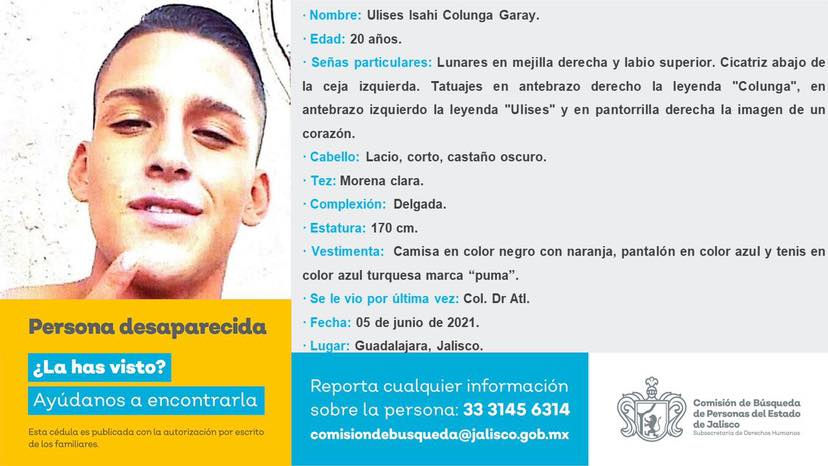 · Nombre: Ulises Isahi Colunga Garay.
· Edad: 20 años.
· Señas particulares: Lunares en mejilla derecha y labio superior. Cicatriz abajo de
la ceja izquierda. Tatuajes en antebrazo derecho la leyenda "Colunga", en
antebrazo izquierdo la leyenda "Ulises" y en pantorrilla derecha la imagen de un
corazón.
· Cabello: Lacio, corto, castaño oscuro.
· Tez: Morena clara.
· Complexión: Delgada.
· Estatura: 170 cm.
· Vestimenta: Camisa en color negro con naranja, pantalón en color azul y tenis en
color azul turquesa marca “puma”.
· Se le vio por última vez: Col. Dr Atl.
· Fecha: 05 de junio de 2021.
· Lugar: Guadalajara, Jalisco.
Persona desaparecida
¿La has visto?
Ayúdanos a encontrarla
Esta cédula es publicada con la autorización por escrito
de los familiares.
Reporta cualquier información
sobre la persona: 33 3145 6314
comisiondebusqueda@jalisco.gob.mx
Comisión de Búsqueda
de Personas del Estado
de Jalisco
Subsecretaría de Derechos Humanos